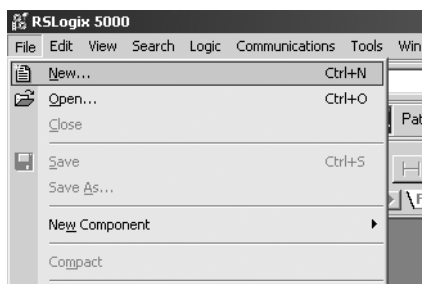 RSLogix 5000
File Edit View Search Logic Communications Tools Win
New... Ctrl+N
Open... Ctrl+O
Close
Pat
Save Ctrl+S
Save As...
New Component
Compact